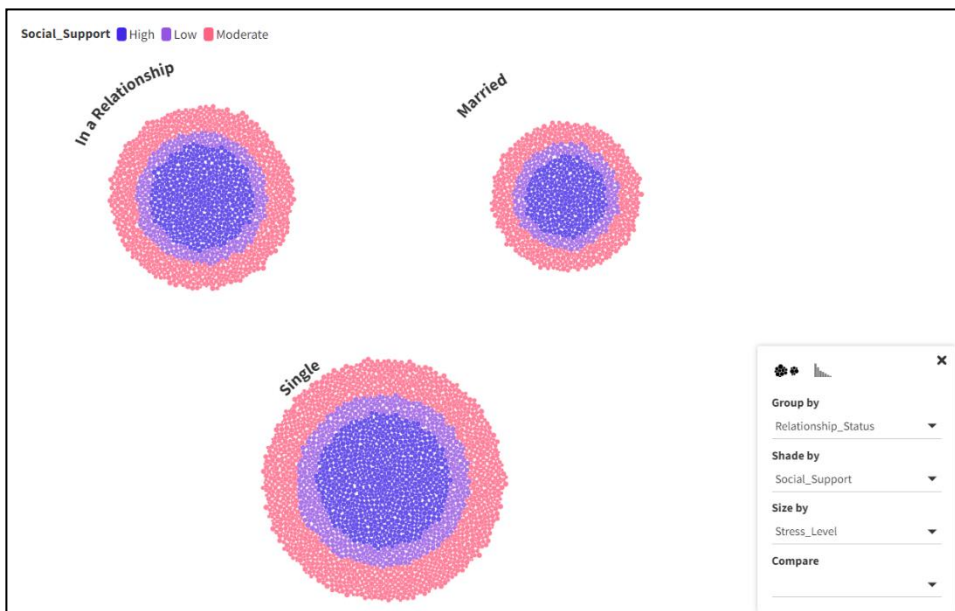 Social_Support High Low Moderate
In a Relationship
Married
Single
Group by
Relationship_Status
Shade by
Social_Support
Size by
Stress_Level
Compare